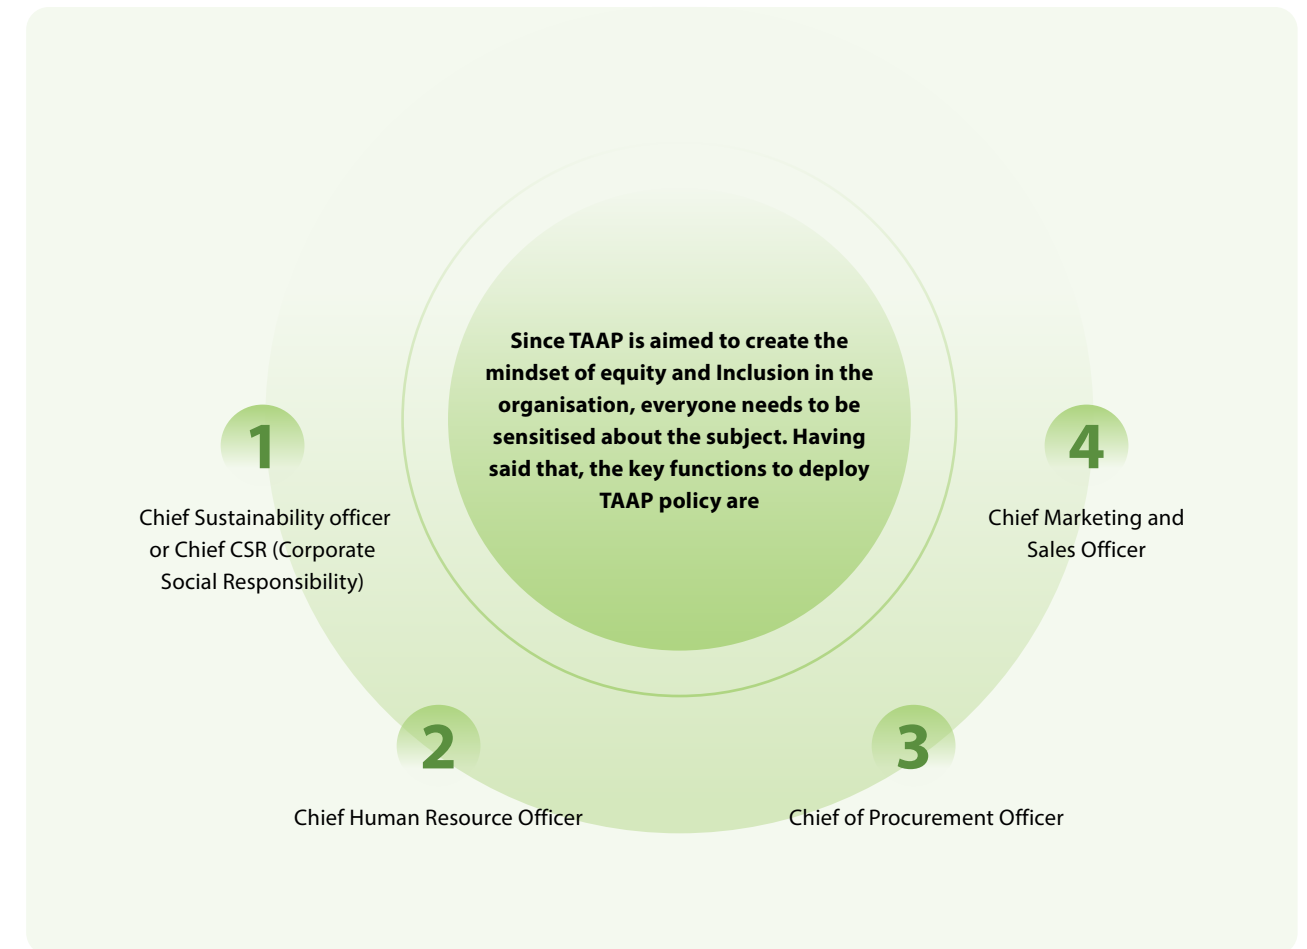 Since TAAP is aimed to create the
mindset of equity and Inclusion in the
organisation, everyone needs to be
sensitised about the subject. Having
said that, the key functions to deploy
TAAP policy are
1
Chief Sustainability officer
or Chief CSR (Corporate
Social Responsibility)
2
Chief Human Resource Officer
3
Chief of Procurement Officer
4
Chief Marketing and
Sales Officer